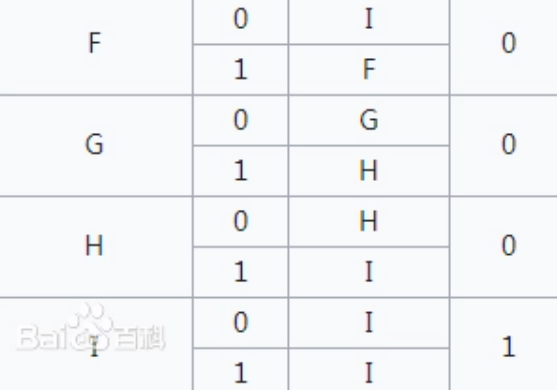 0 I
F 0
1 F
0 G
G 0
1 H
0 H
H 0
1 I
0 I
Bai百科 I 1
1 I